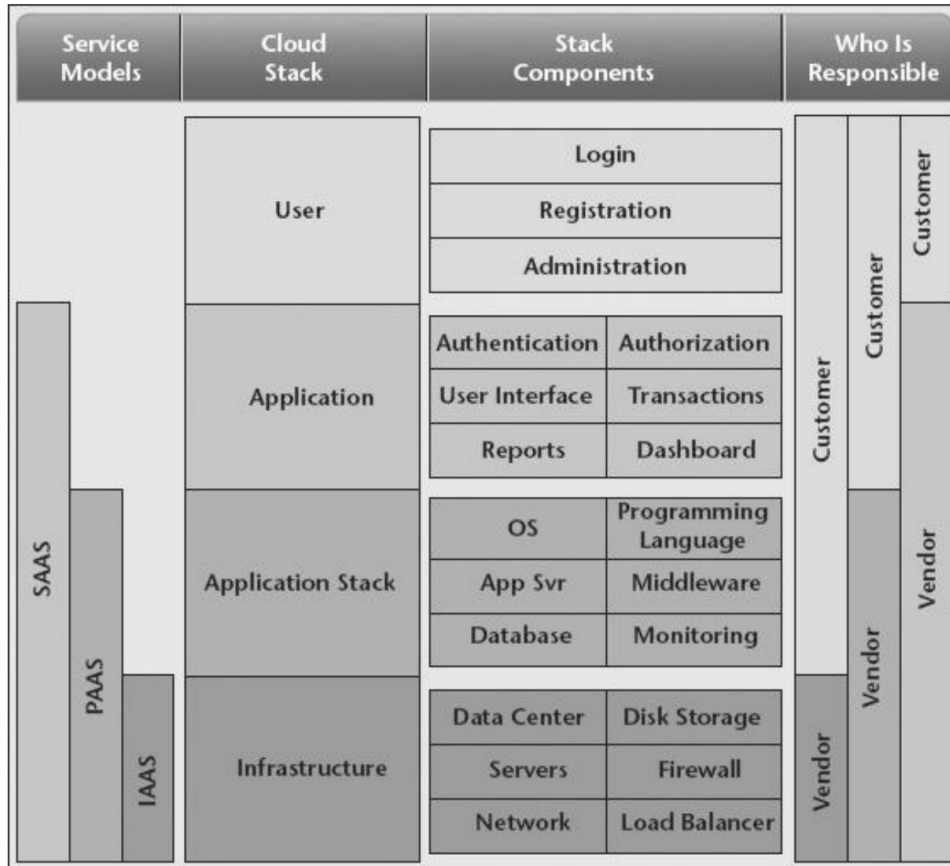 Service
Models
Cloud
Stack
Stack
Components
Who Is
Responsible
User
Login
Registration
Administration
Customer
Customer
Customer
Application
Authentication
Authorization
User Interface
Transactions
Reports
Dashboard
SAAS
PAAS
IAAS
Application Stack
OS
Programming
Language
App Svr
Middleware
Database
Monitoring
Vendor
Vendor
Vendor
Infrastructure
Data Center
Disk Storage
Servers
Firewall
Network
Load Balancer